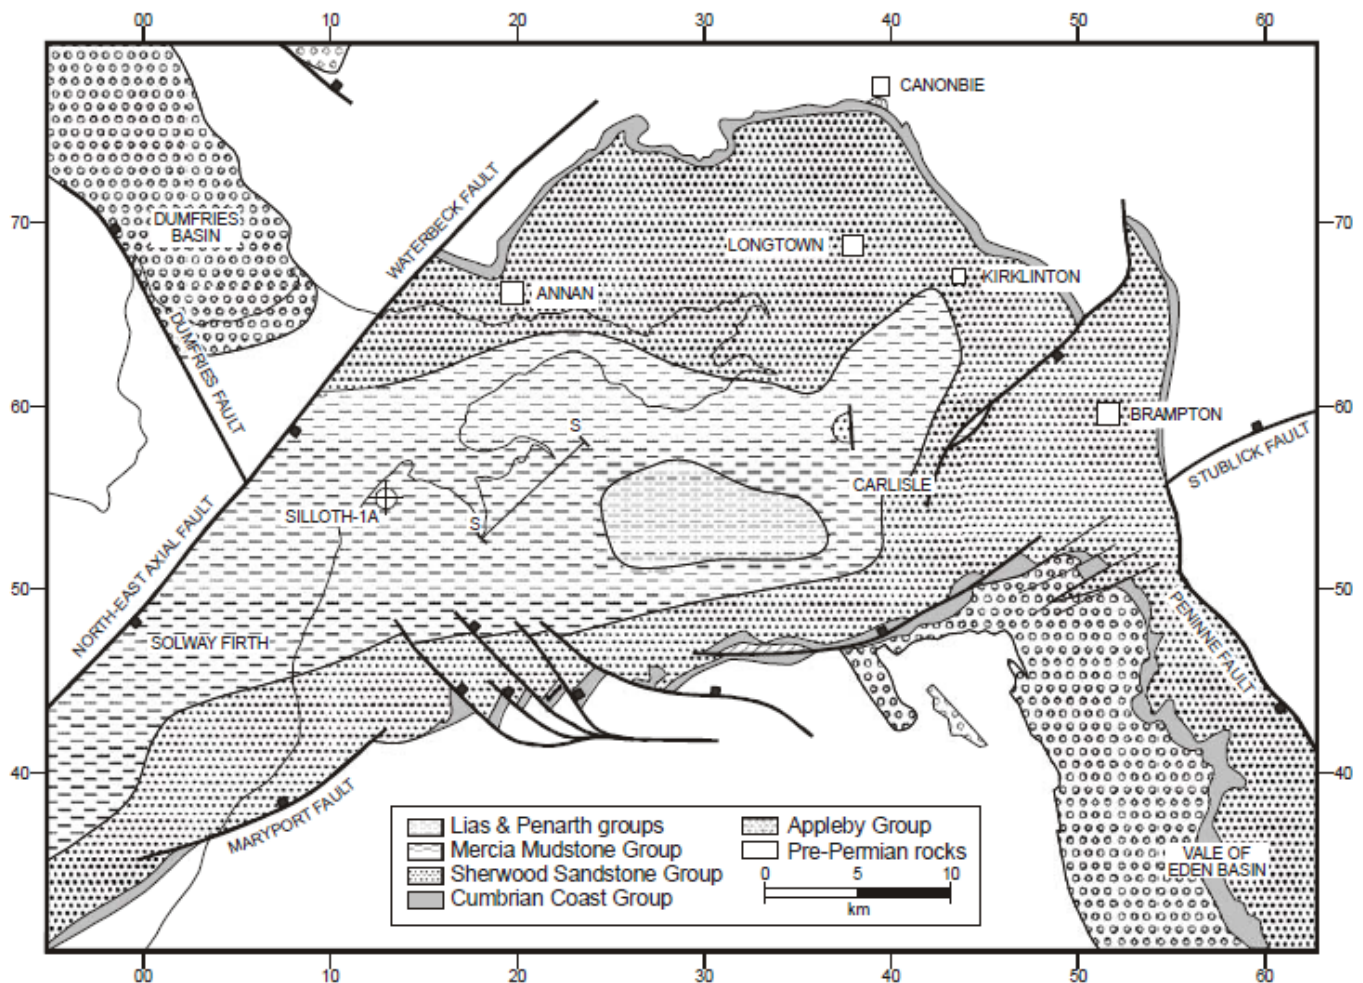 00 10 20 30 40 50 60
CANONBIE
70 70
DUMFRIES
BASIN
WATERBECK FAULT
LONGTOWN
KIRKLINTON
ANNAN
DUMFRIES FAULT
60 60
BRAMPTON
S
STUBLICK FAULT
CARLISLE
SILLOTH-1A
S
NORTH-EAST AXIAL FAULT
50 50
PENINNE FAULT
SOLWAY FIRTH
40 40
MARYPORT FAULT
Lias & Penarth groups
Mercia Mudstone Group
Sherwood Sandstone Group
Cumbrian Coast Group
Appleby Group
Pre-Permian rocks
0 5 10
km
VALE OF
EDEN BASIN
00 10 20 30 40 50 60